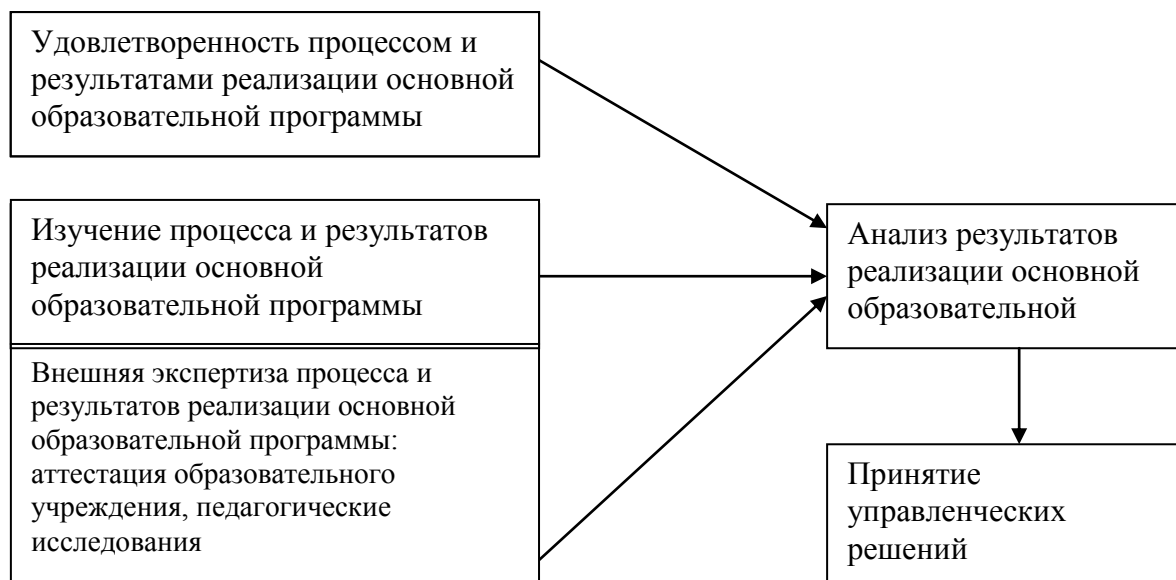 Удовлетворенность процессом и
результатами реализации основной
образовательной программы
Изучение процесса и результатов
реализации основной
образовательной программы
Внешняя экспертиза процесса и
результатов реализации основной
образовательной программы:
аттестация образовательного
учреждения, педагогические
исследования
Анализ результатов
реализации основной
образовательной
Принятие
управленческих
решений